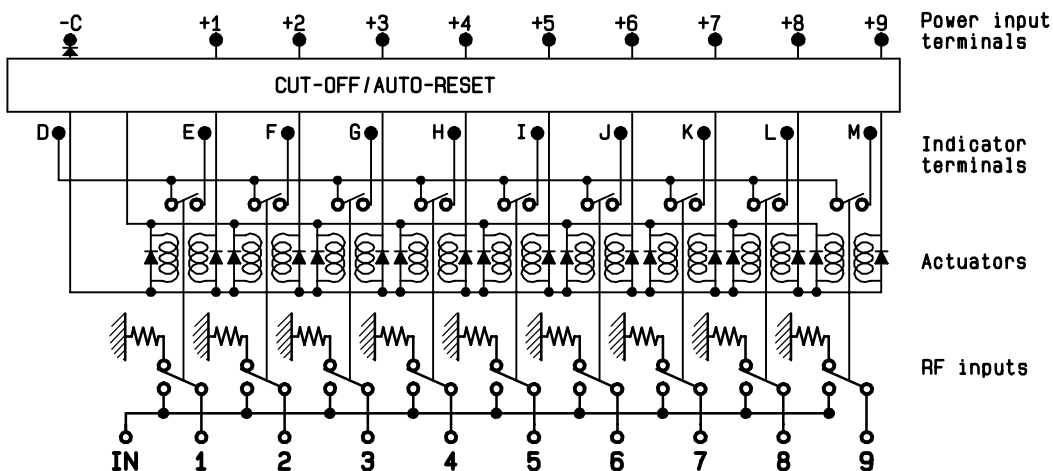 -C +1 +2 +3 +4 +5 +6 +7 +8 +9 Power input
terminals
CUT-OFF/AUTO-RESET
D E F G H I J K L M Indicator
terminals
Actuators
RF inputs
IN 1 2 3 4 5 6 7 8 9